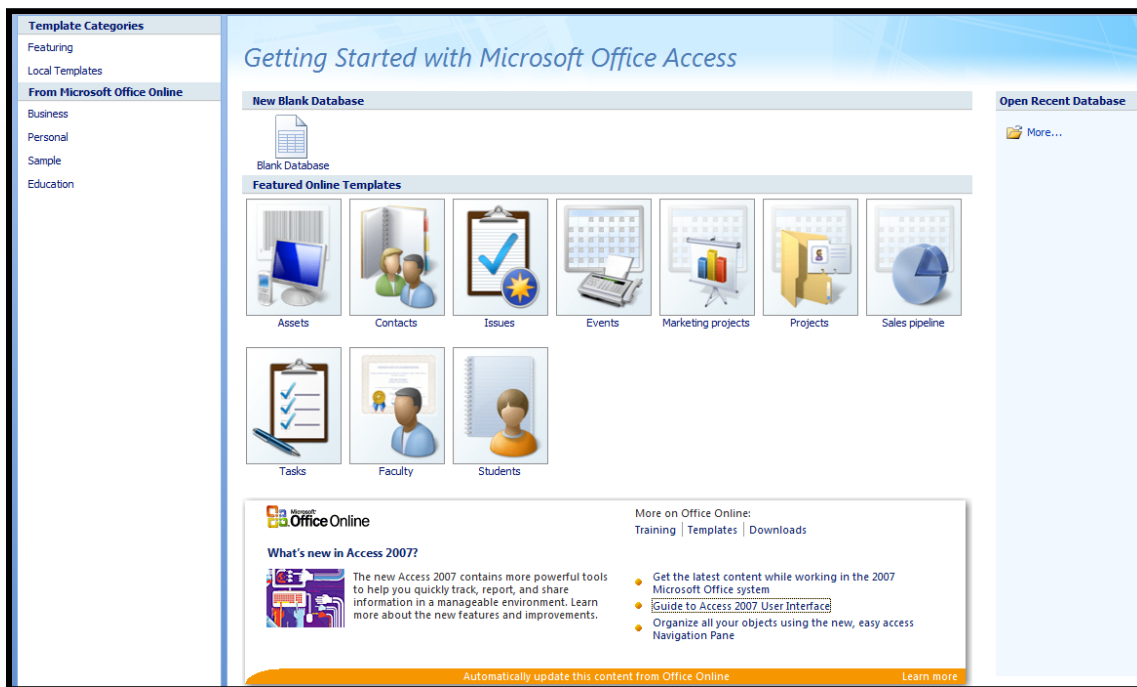 Template Categories
Featuring
Local Templates
From Microsoft Office Online
Business
Personal
Sample
Education
Getting Started with Microsoft Office Access
New Blank Database
Blank Database
Featured Online Templates
Assets
Contacts
Issues
Events
Marketing projects
Projects
Sales pipeline
Tasks
Faculty
Students
Microsoft
Office Online
What's new in Access 2007?
The new Access 2007 contains more powerful tools
to help you quickly track, report, and share
information in a manageable environment. Learn
more about the new features and improvements.
More on Office Online:
Training | Templates | Downloads
Get the latest content while working in the 2007
Microsoft Office system
Guide to Access 2007 User Interface
Organize all your objects using the new, easy access
Navigation Pane
Automatically update this content from Office Online
Learn more
Open Recent Database
More...